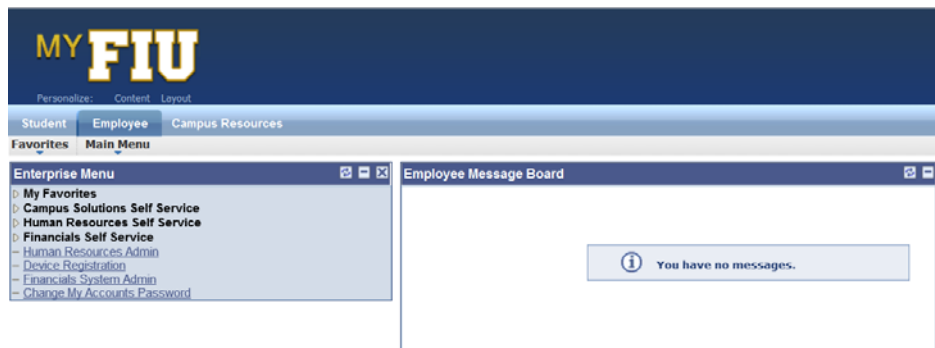 MY FIU
Personalize: Content Layout
Student Employee Campus Resources
Favorites Main Menu
Enterprise Menu
My Favorites
Campus Solutions Self Service
Human Resources Self Service
Financials Self Service
Human Resources Admin
Device Registration
Financials System Admin
Change My Accounts Password
Employee Message Board
You have no messages.